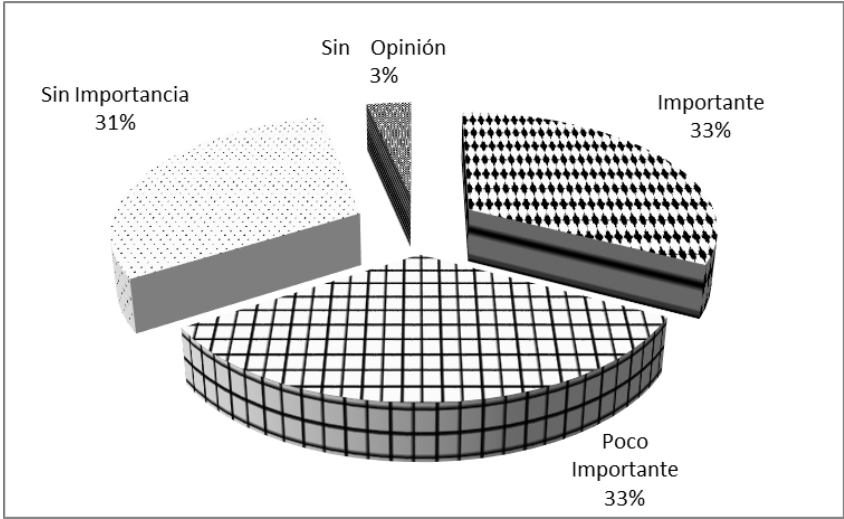 Sin Opinión
3%
Sin Importancia
31%
Importante
33%
Poco
Importante
33%